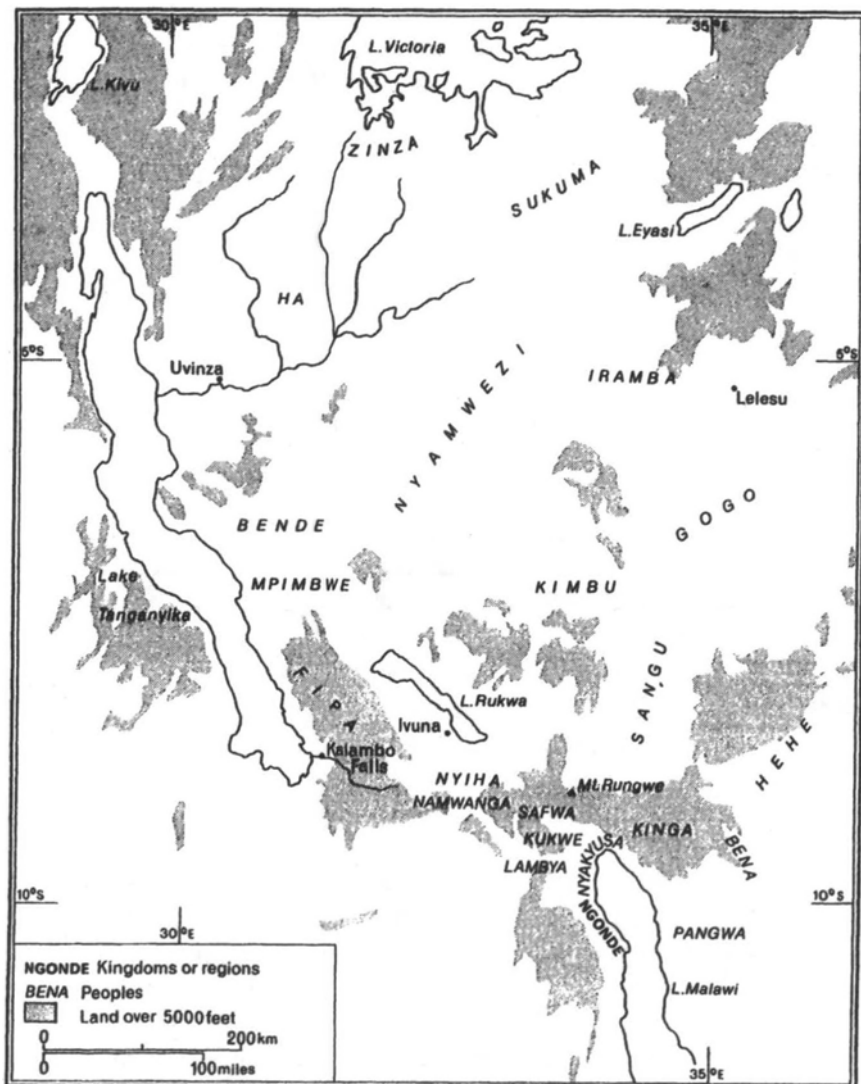 30°E
35°E
L.Victoria
L.Kivu
ZINZA
SUKUMA
L.Eyasi
HA
5°S
5°S
Uvinza
IRAMBA
Lelesu
NYAMWEZI
GOGO
BENDE
Lake
Tanganyika
MPIMBWE
KIMBU
FIPA
L.Rukwa
SANGU
Ivuna
HEHE
Kalambo
Falls
NYIHA
Mt.Rungwe
NAMWANGA
SAFWA
KINGA
KUKWE
BENA
LAMBYA
NYAKYUSA
10°S
10°S
NGONDE
PANGWA
30°E
L.Malawi
35°E
NGONDE Kingdoms or regions
BENA Peoples
Land over 5000feet
0 200km
0 100miles